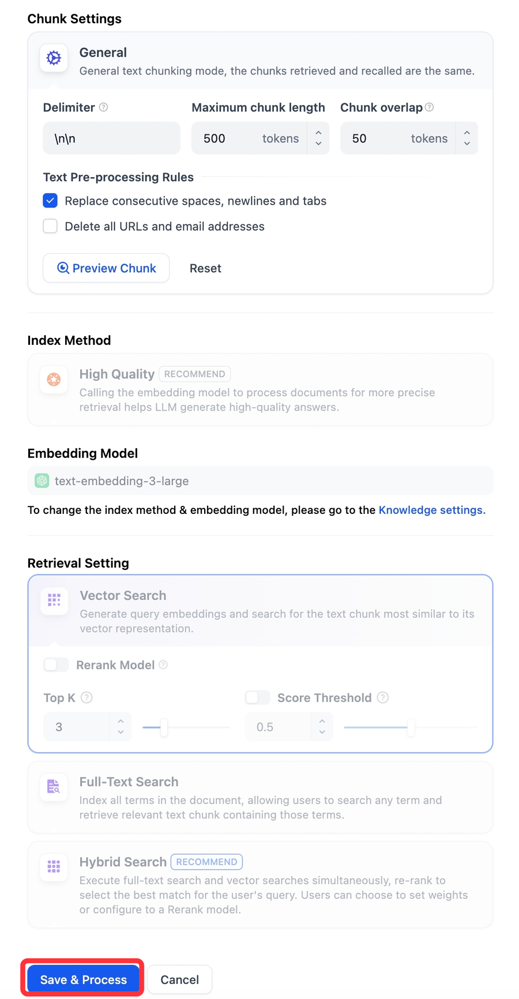 Chunk Settings
General
General text chunking mode, the chunks retrieved and recalled are the same.
Delimiter
Maximum chunk length
Chunk overlap
\n\n
500 tokens
50 tokens
Text Pre-processing Rules
Replace consecutive spaces, newlines and tabs
Delete all URLs and email addresses
Preview Chunk
Reset
Index Method
High Quality RECOMMEND
Calling the embedding model to process documents for more precise
retrieval helps LLM generate high-quality answers.
Embedding Model
text-embedding-3-large
To change the index method & embedding model, please go to the Knowledge settings.
Retrieval Setting
Vector Search
Generate query embeddings and search for the text chunk most similar to its
vector representation.
Rerank Model
Top K
Score Threshold
3
0.5
Full-Text Search
Index all terms in the document, allowing users to search any term and
retrieve relevant text chunk containing those terms.
Hybrid Search RECOMMEND
Execute full-text search and vector searches simultaneously, re-rank to
select the best match for the user's query. Users can choose to set weights
or configure to a Rerank model.
Save & Process
Cancel